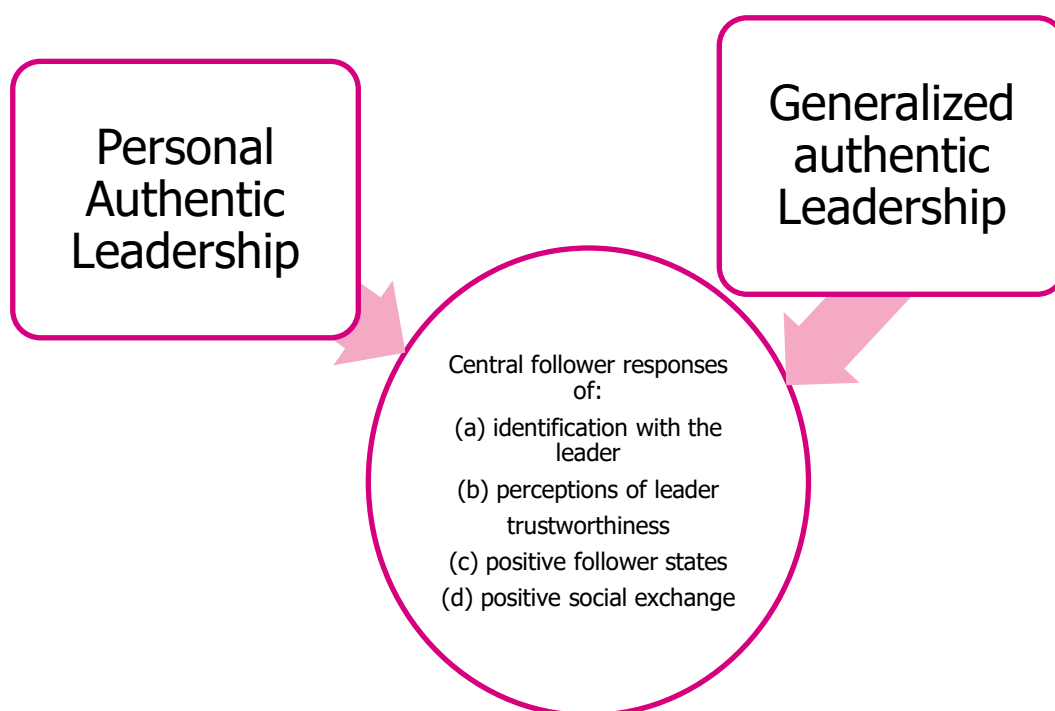 Personal
Authentic
Leadership
Generalized
authentic
Leadership
Central follower responses
of:
(a) identification with the
leader
(b) perceptions of leader
trustworthiness
(c) positive follower states
(d) positive social exchange